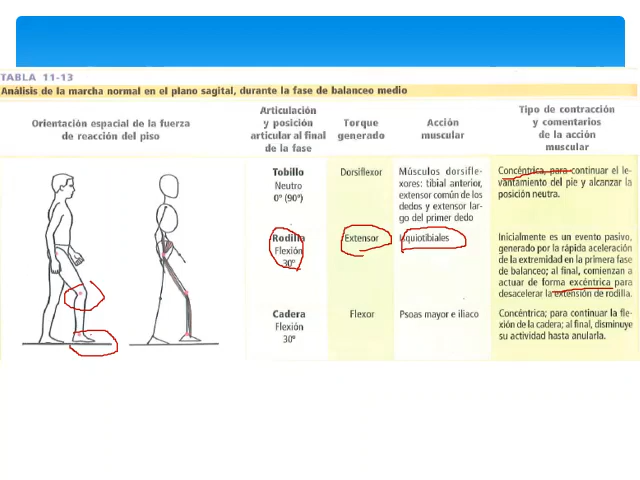 TABLA 11-13
Análisis de la marcha normal en el plano sagital, durante la fase de balanceo medio
Orientación espacial de la fuerza
de reacción del piso
Articulación
y posición
articular al final
de la fase
Torque
generado
Acción
muscular
Tipo de contracción
y comentarios
de la acción
muscular
Tobillo
Neutro
0° (90°)
Dorsiflexor
Músculos dorsifle-
xores: tibial anterior,
extensor común de los
dedos y extensor lar-
go del primer dedo
Concéntrica, para continuar el le-
vantamiento del pie y alcanzar la
posición neutra.
Rodilla
Flexión
30°
Extensor
Isquiotibiales
Inicialmente es un evento pasivo,
generado por la rápida aceleración
de la extremidad en la primera fase
de balanceo; al final, comienzan a
actuar de forma excéntrica para
desacelerar la extensión de rodilla.
Cadera
Flexión
30°
Flexor
Psoas mayor e iliaco
Concéntrica; para continuar la fle-
xión de la cadera; al final, disminuye
su actividad hasta anularla.